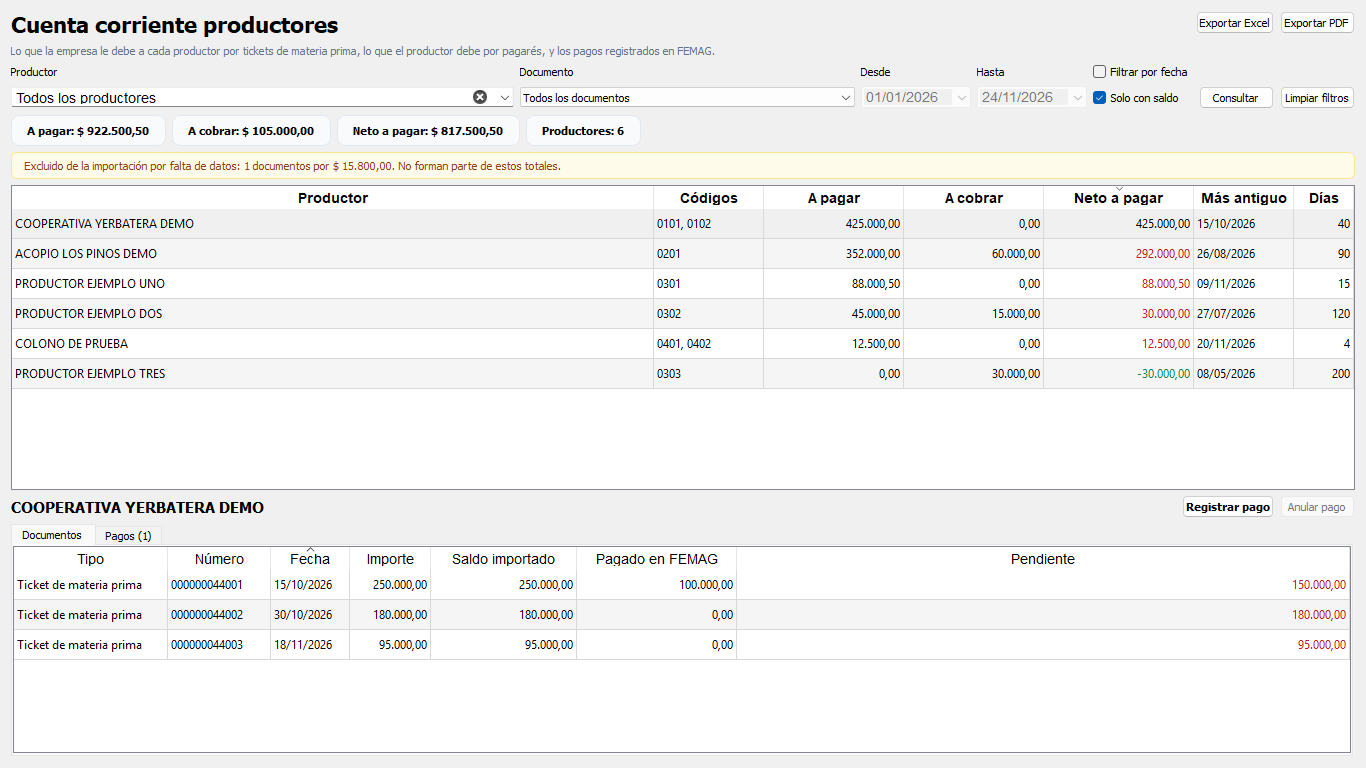 Cuenta corriente productores
Exportar Excel
Exportar PDF
Lo que la empresa le debe a cada productor por tickets de materia prima, lo que el productor debe por pagarés, y los pagos registrados en FEMAG.
Productor
Documento
Desde
Hasta
Filtrar por fecha
Todos los productores
Todos los documentos
01/01/2026
24/11/2026
Solo con saldo
Consultar
Limpiar filtros
A pagar: $ 922.500,50
A cobrar: $ 105.000,00
Neto a pagar: $ 817.500,50
Productores: 6
Excluido de la importación por falta de datos: 1 documentos por $ 15.800,00. No forman parte de estos totales.
Productor Códigos A pagar A cobrar Neto a pagar Más antiguo Días
COOPERATIVA YERBATERA DEMO 0101, 0102 425.000,00 0,00 425.000,00 15/10/2026 40
ACOPIO LOS PINOS DEMO 0201 352.000,00 60.000,00 292.000,00 26/08/2026 90
PRODUCTOR EJEMPLO UNO 0301 88.000,50 0,00 88.000,50 09/11/2026 15
PRODUCTOR EJEMPLO DOS 0302 45.000,00 15.000,00 30.000,00 27/07/2026 120
COLONO DE PRUEBA 0401, 0402 12.500,00 0,00 12.500,00 20/11/2026 4
PRODUCTOR EJEMPLO TRES 0303 0,00 30.000,00 -30.000,00 08/05/2026 200
COOPERATIVA YERBATERA DEMO
Registrar pago
Anular pago
Documentos
Pagos (1)
Tipo Número Fecha Importe Saldo importado Pagado en FEMAG Pendiente
Ticket de materia prima 000000044001 15/10/2026 250.000,00 250.000,00 100.000,00 150.000,00
Ticket de materia prima 000000044002 30/10/2026 180.000,00 180.000,00 0,00 180.000,00
Ticket de materia prima 000000044003 18/11/2026 95.000,00 95.000,00 0,00 95.000,00